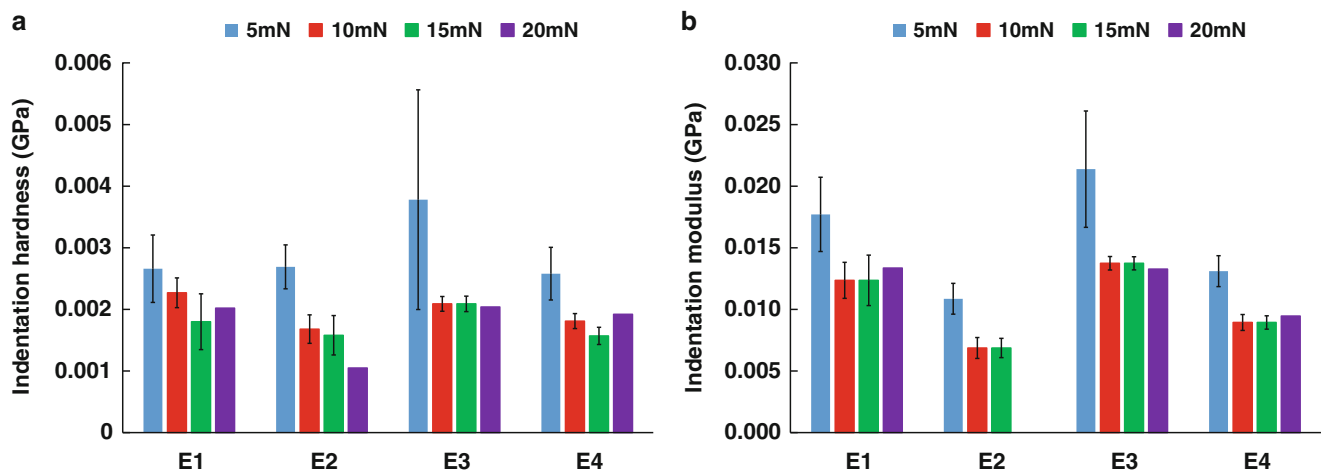 a
5mN 10mN 15mN 20mN
Indentation hardness (GPa)
0.006
0.005
0.004
0.003
0.002
0.001
0
E1 E2 E3 E4
b
5mN 10mN 15mN 20mN
Indentation modulus (GPa)
0.030
0.025
0.020
0.015
0.010
0.005
0.000
E1 E2 E3 E4